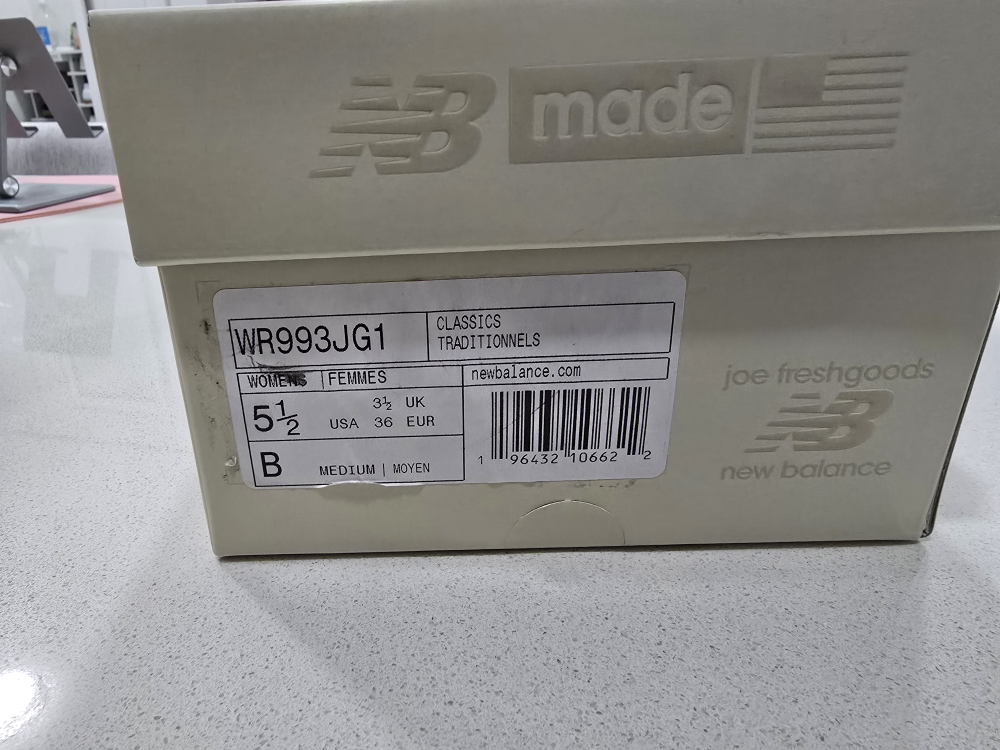 NB made
WR993JG1
CLASSICS
TRADITIONNELS
WOMENS | FEMMES
newbalance.com
5½ USA
3½ UK
36 EUR
B MEDIUM | MOYEN
1 96432 10662 2
joe freshgoods
NB
new balance